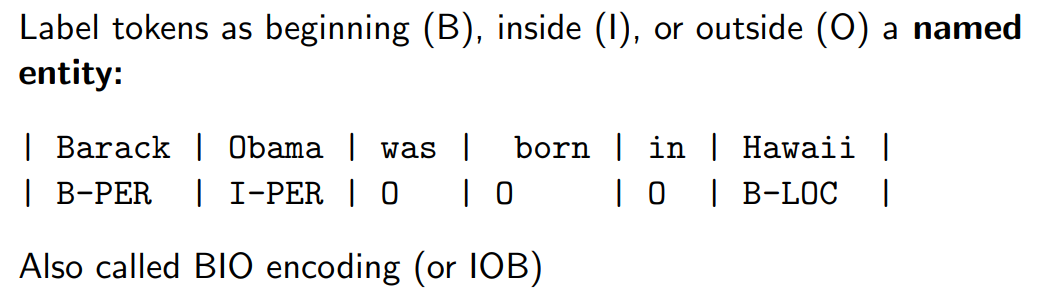 Label tokens as beginning (B), inside (I), or outside (O) a named
entity:
| Barack | Obama | was | born | in | Hawaii |
| B-PER | I-PER | O | O | O | B-LOC |
Also called BIO encoding (or IOB)